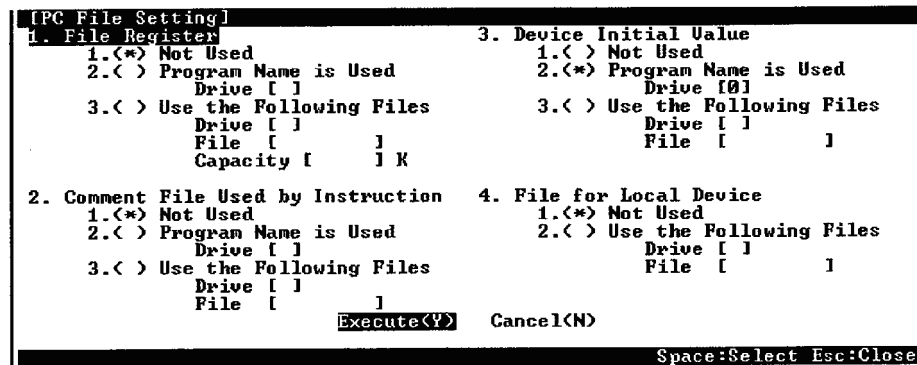 [PC File Setting]
1. File Register
1.(*) Not Used
2.( ) Program Name is Used
Drive [ ]
3.( ) Use the Following Files
Drive [ ]
File [ ]
Capacity [ ] K
2. Comment File Used by Instruction
1.(*) Not Used
2.( ) Program Name is Used
Drive [ ]
3.( ) Use the Following Files
Drive [ ]
File [ ]
3. Device Initial Value
1.( ) Not Used
2.(*) Program Name is Used
Drive [0]
3.( ) Use the Following Files
Drive [ ]
File [ ]
4. File for Local Device
1.(*) Not Used
2.( ) Use the Following Files
Drive [ ]
File [ ]
Execute(Y) Cancel(N)
Space:Select Esc:Close